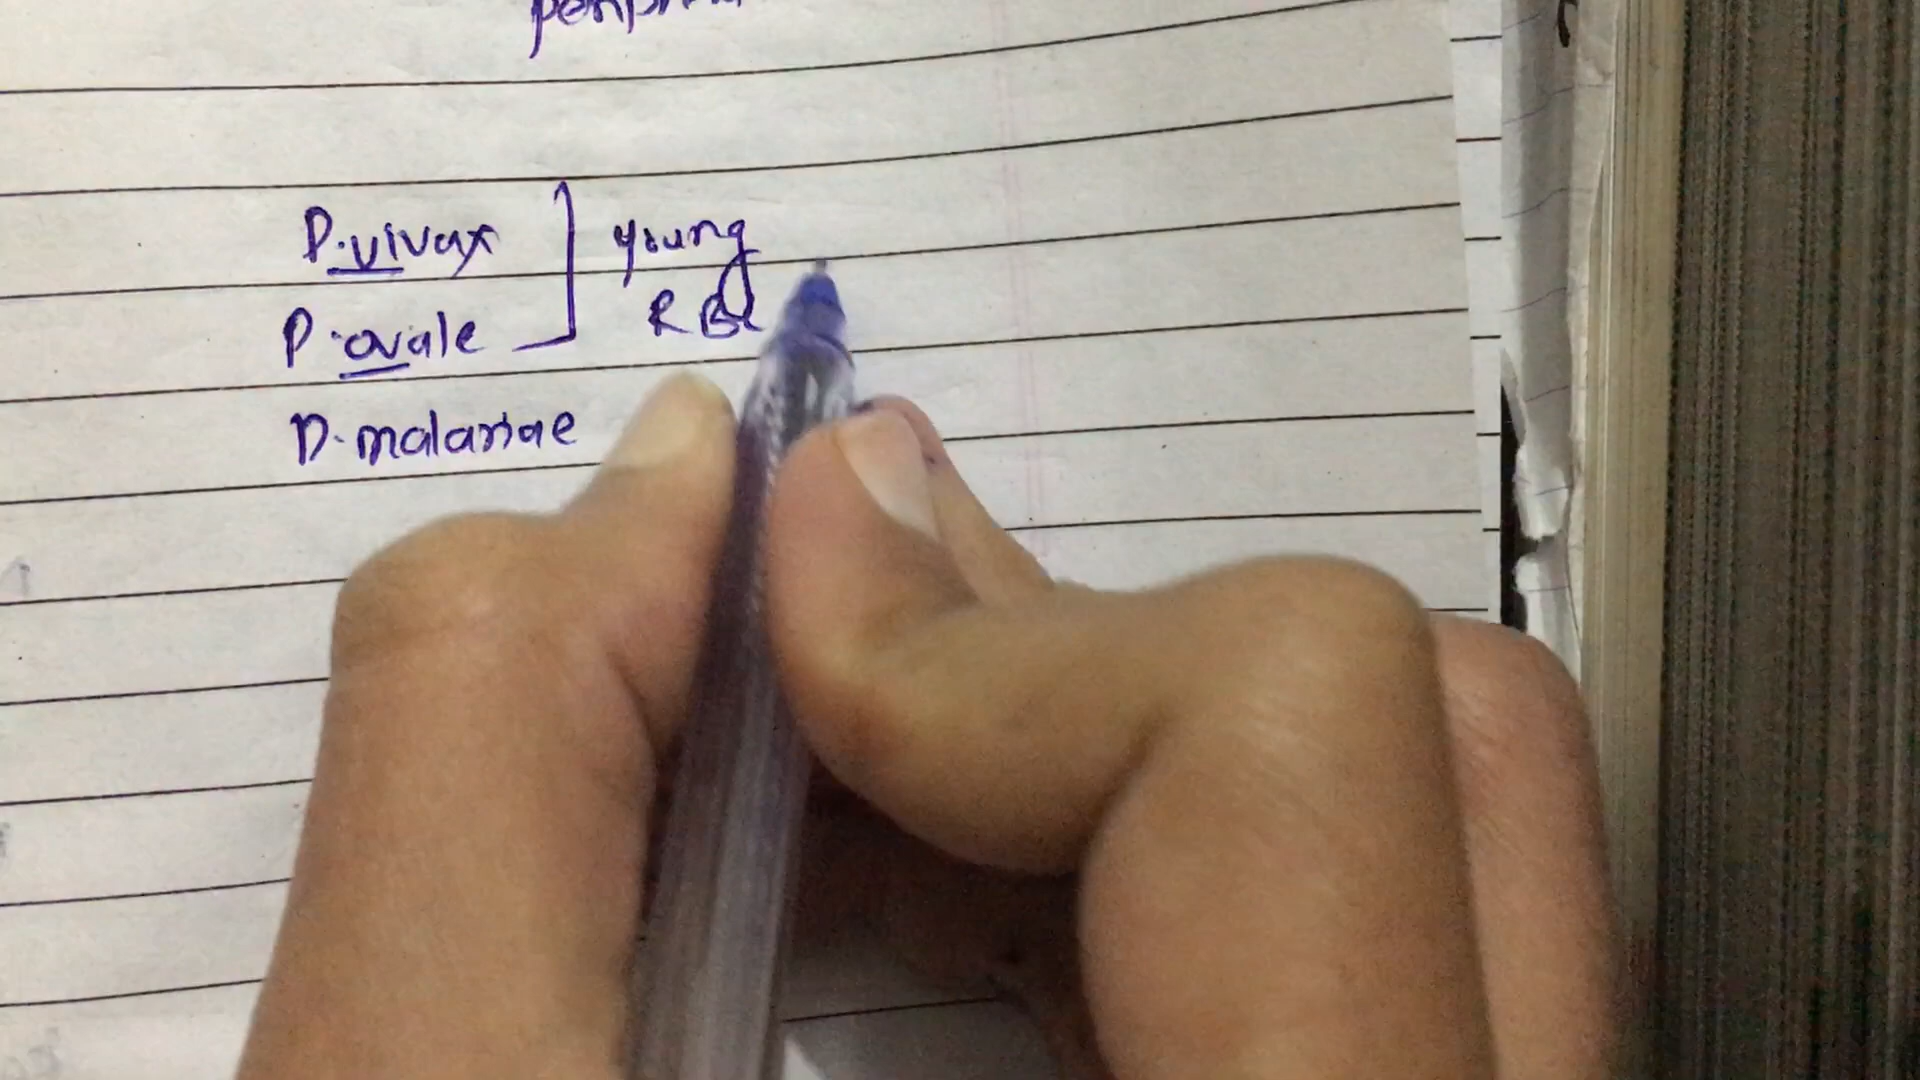 P. vivax ] young
P. ovale RBC
P. malariae